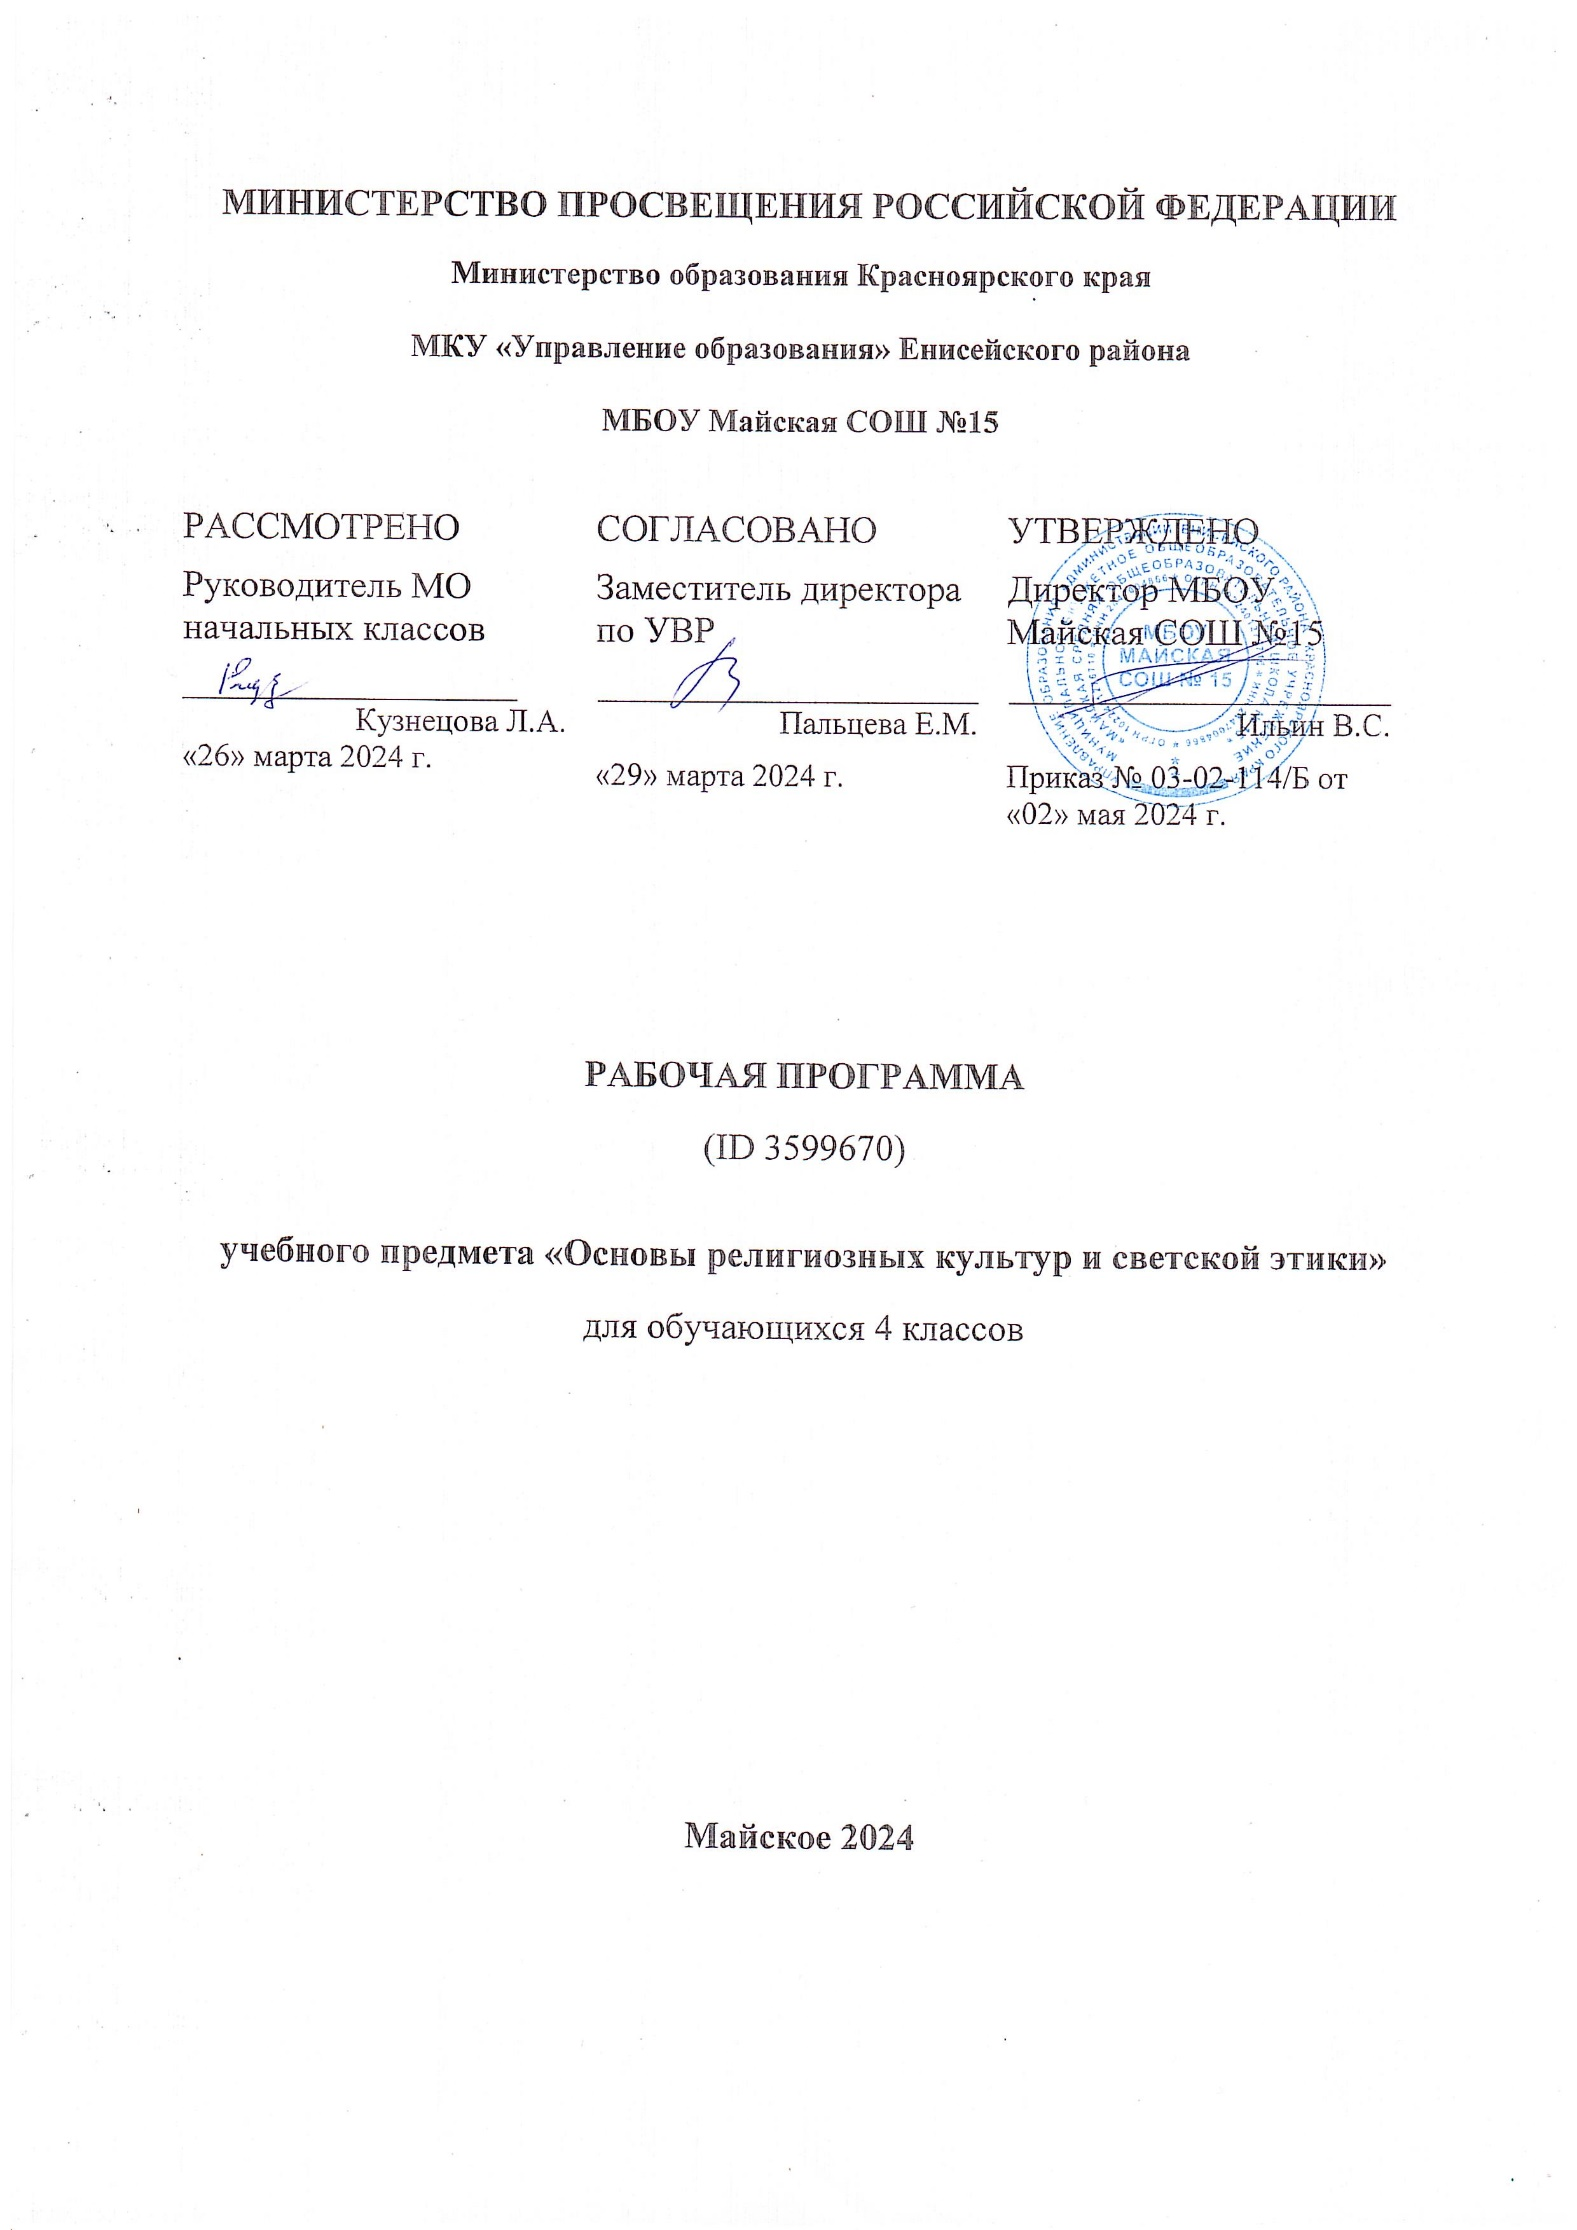 МИНИСТЕРСТВО ПРОСВЕЩЕНИЯ РОССИЙСКОЙ ФЕДЕРАЦИИ
Министерство образования Красноярского края
МКУ «Управление образования» Енисейского района
МБОУ Майская СОШ №15
РАССМОТРЕНО
Руководитель МО
начальных классов
Кузнецова Л.А.
«26» марта 2024 г.
СОГЛАСОВАНО
Заместитель директора
по УВР
Пальцева Е.М.
«29» марта 2024 г.
УТВЕРЖДЕНО
Директор МБОУ
Майская СОШ №15
Ильин В.С.
Приказ № 03-02-114/Б от
«02» мая 2024 г.
МБОУ
МАЙСКАЯ
СОШ № 15
РАБОЧАЯ ПРОГРАММА
(ID 3599670)
учебного предмета «Основы религиозных культур и светской этики»
для обучающихся 4 классов
Майское 2024